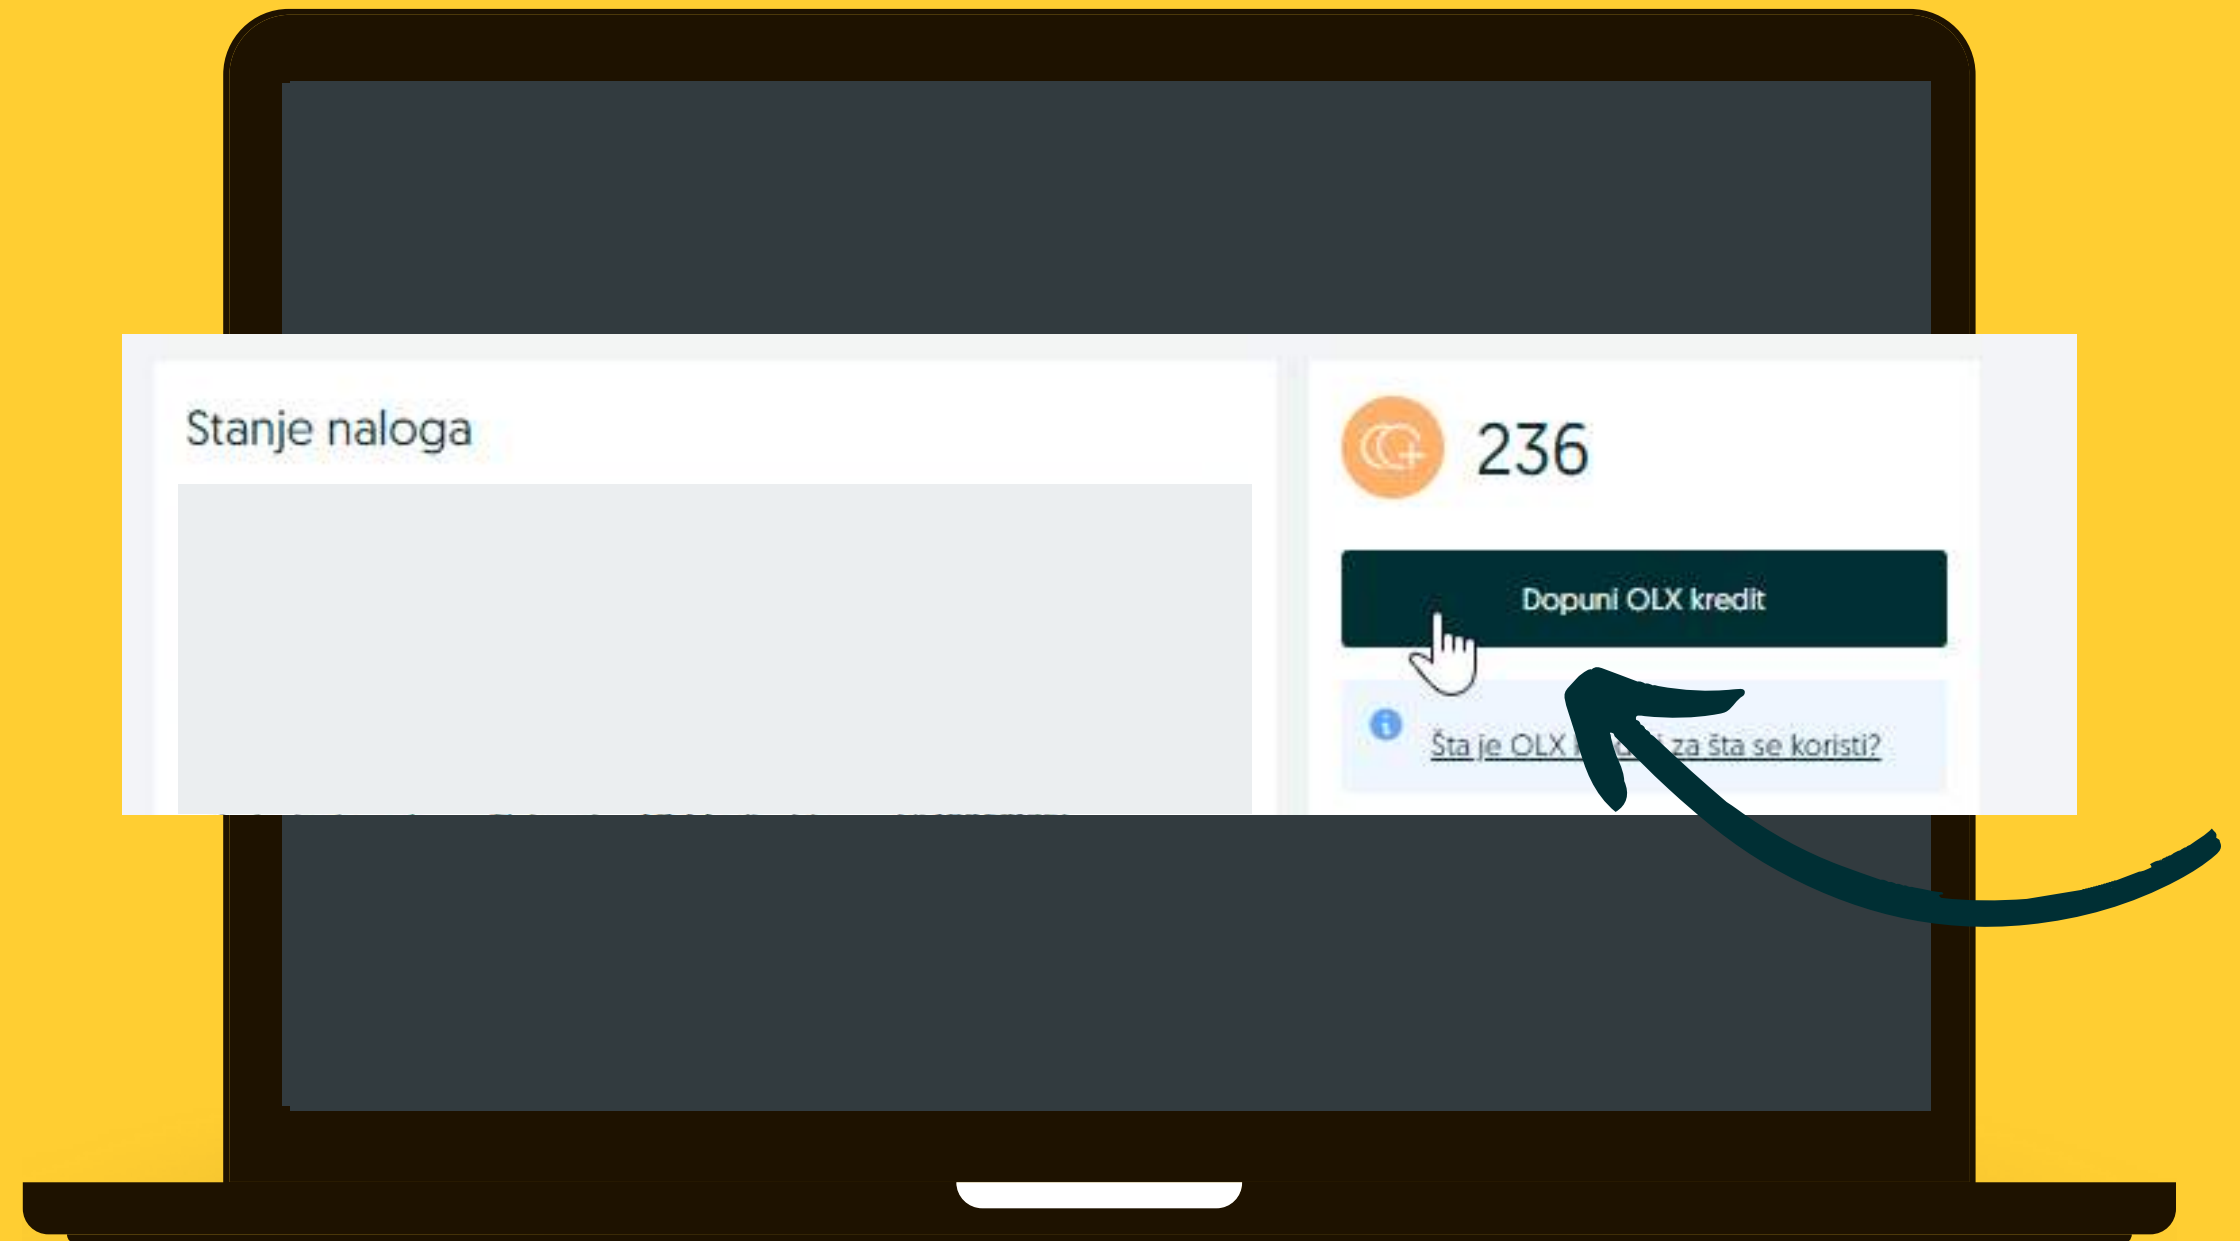 Stanje naloga
236
Dopuni OLX kredit
Šta je OLX za šta se koristi?